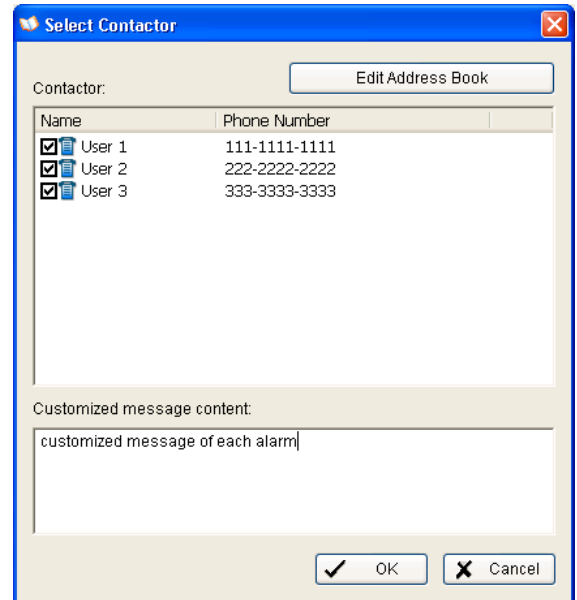 Select Contactor
Edit Address Book
Contactor:
Name Phone Number
User 1 111-1111-1111
User 2 222-2222-2222
User 3 333-3333-3333
Customized message content:
customized message of each alarm
OK Cancel